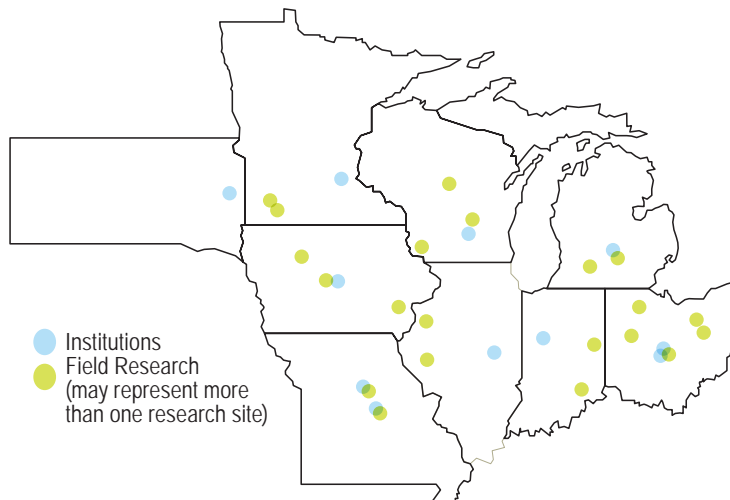 Institutions
Field Research
(may represent more
than one research site)